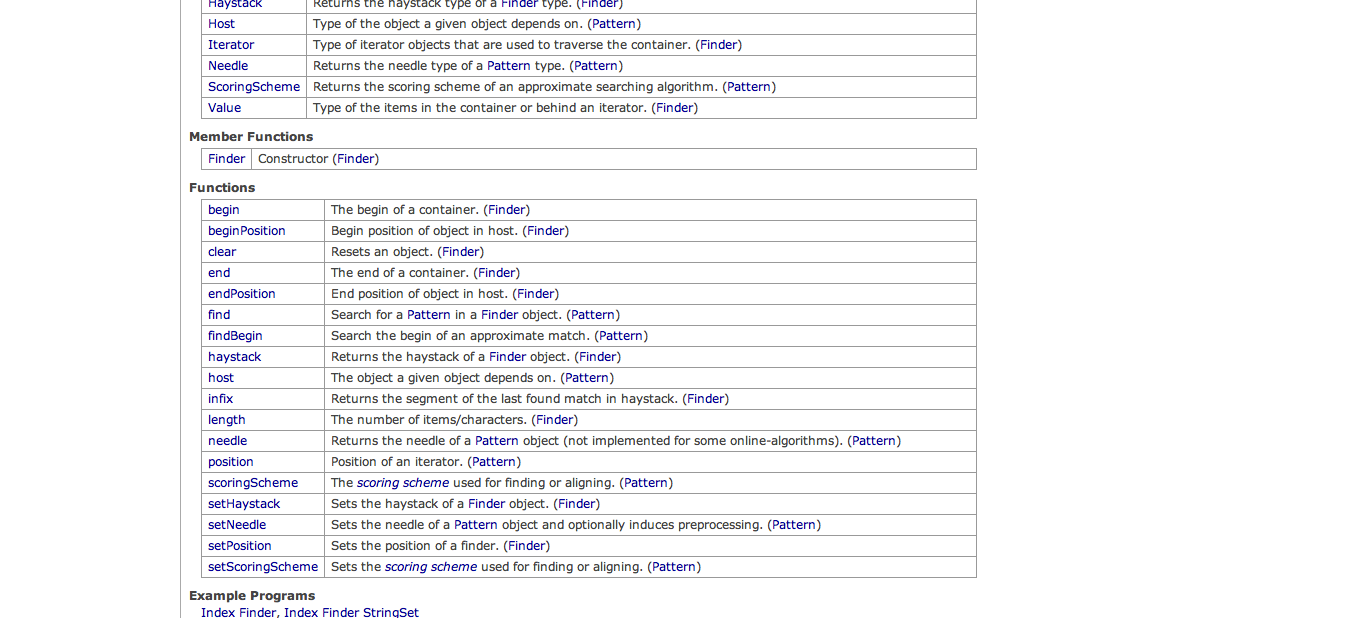 Haystack Returns the haystack type of a Finder type. (Finder)
Host Type of the object a given object depends on. (Pattern)
Iterator Type of iterator objects that are used to traverse the container. (Finder)
Needle Returns the needle type of a Pattern type. (Pattern)
ScoringScheme Returns the scoring scheme of an approximate searching algorithm. (Pattern)
Value Type of the items in the container or behind an iterator. (Finder)
Member Functions
Finder Constructor (Finder)
Functions
begin The begin of a container. (Finder)
beginPosition Begin position of object in host. (Finder)
clear Resets an object. (Finder)
end The end of a container. (Finder)
endPosition End position of object in host. (Finder)
find Search for a Pattern in a Finder object. (Pattern)
findBegin Search the begin of an approximate match. (Pattern)
haystack Returns the haystack of a Finder object. (Finder)
host The object a given object depends on. (Pattern)
infix Returns the segment of the last found match in haystack. (Finder)
length The number of items/characters. (Finder)
needle Returns the needle of a Pattern object (not implemented for some online-algorithms). (Pattern)
position Position of an iterator. (Pattern)
scoringScheme The scoring scheme used for finding or aligning. (Pattern)
setHaystack Sets the haystack of a Finder object. (Finder)
setNeedle Sets the needle of a Pattern object and optionally induces preprocessing. (Pattern)
setPosition Sets the position of a finder. (Finder)
setScoringScheme Sets the scoring scheme used for finding or aligning. (Pattern)
Example Programs
Index Finder, Index Finder StringSet